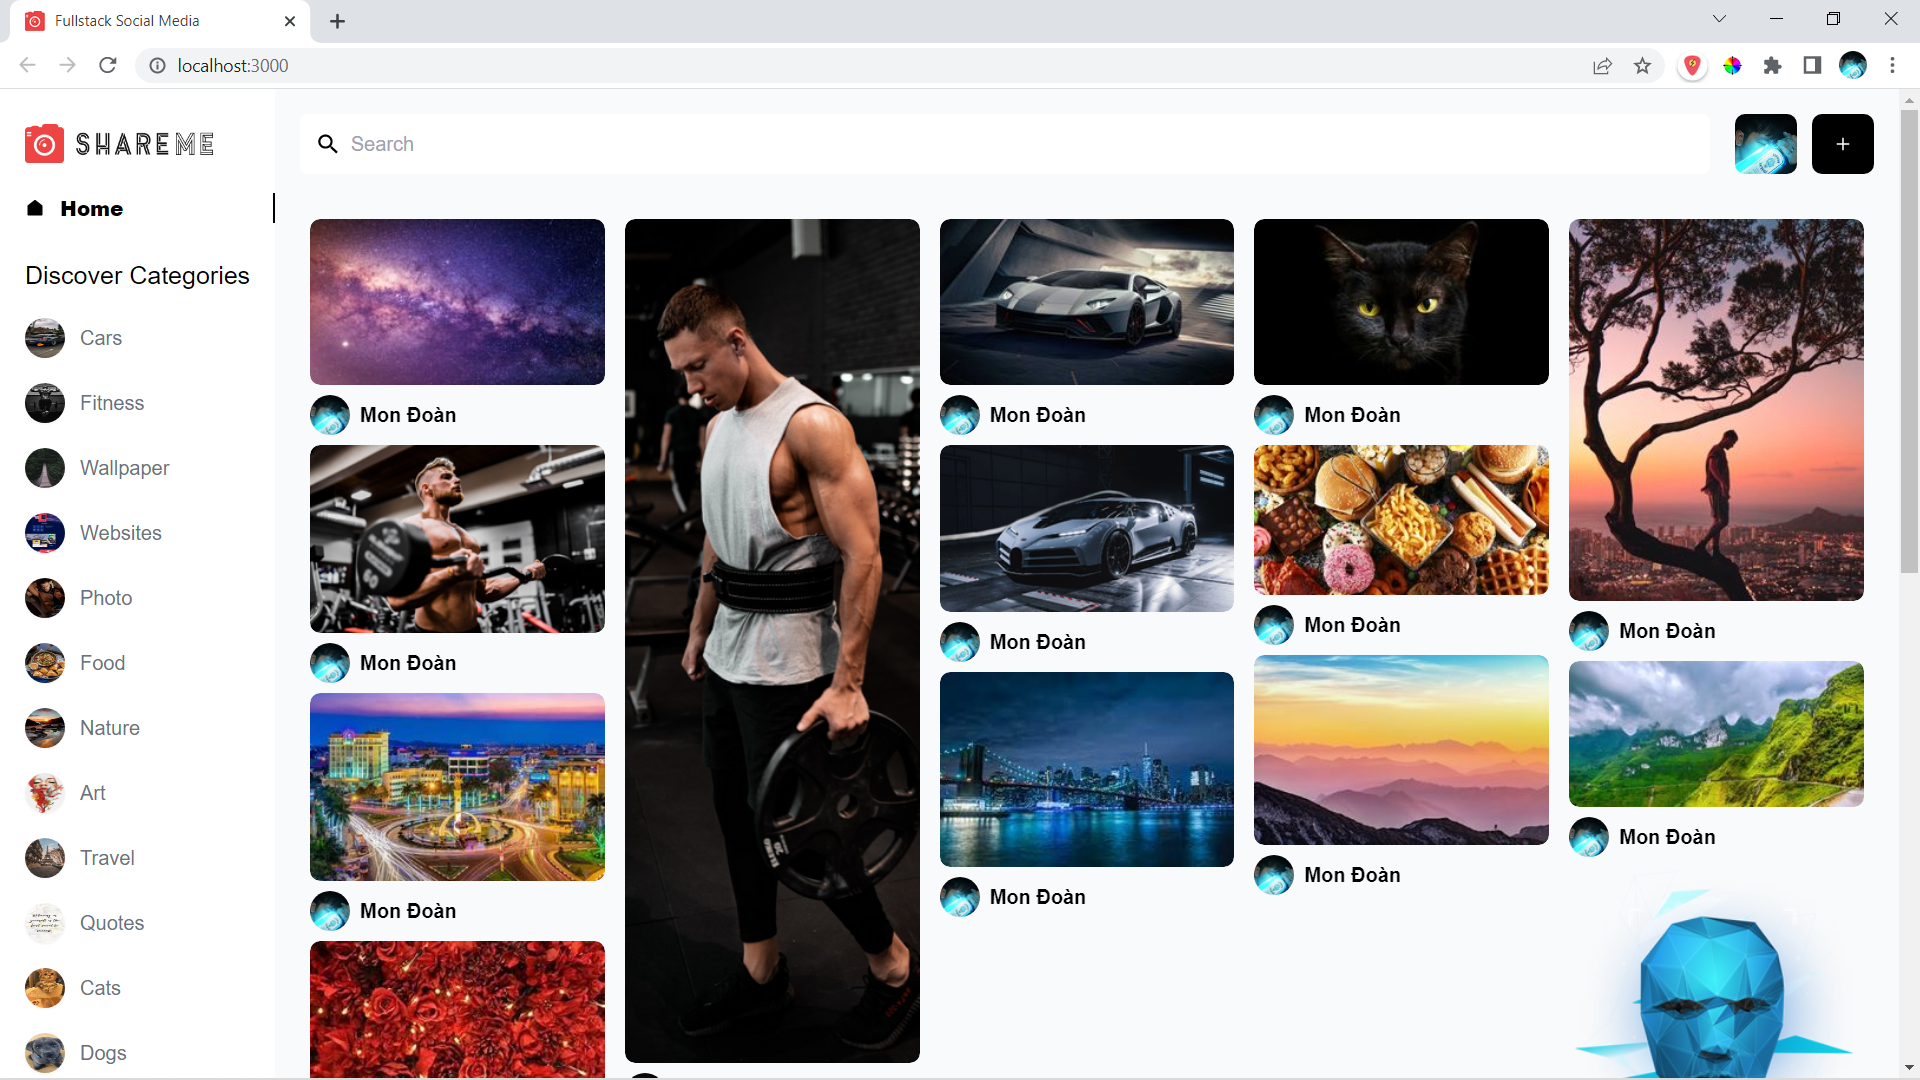 Fullstack Social Media
localhost:3000
SHAREME
Search
+
Home
Discover Categories
Cars
Fitness
Wallpaper
Websites
Photo
Food
Nature
Art
Travel
Quotes
Cats
Dogs
Mon Đoàn
Mon Đoàn
Mon Đoàn
Mon Đoàn
Mon Đoàn
Mon Đoàn
Mon Đoàn
Mon Đoàn
Mon Đoàn
Mon Đoàn
Mon Đoàn